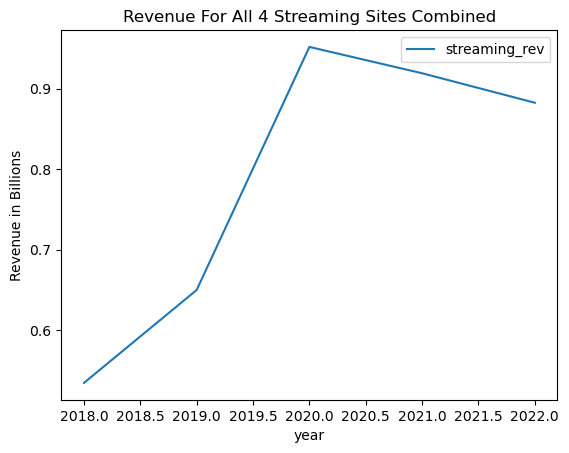 Revenue For All 4 Streaming Sites Combined
streaming_rev
Revenue in Billions
0.9
0.8
0.7
0.6
2018.0 2018.5 2019.0 2019.5 2020.0 2020.5 2021.0 2021.5 2022.0
year